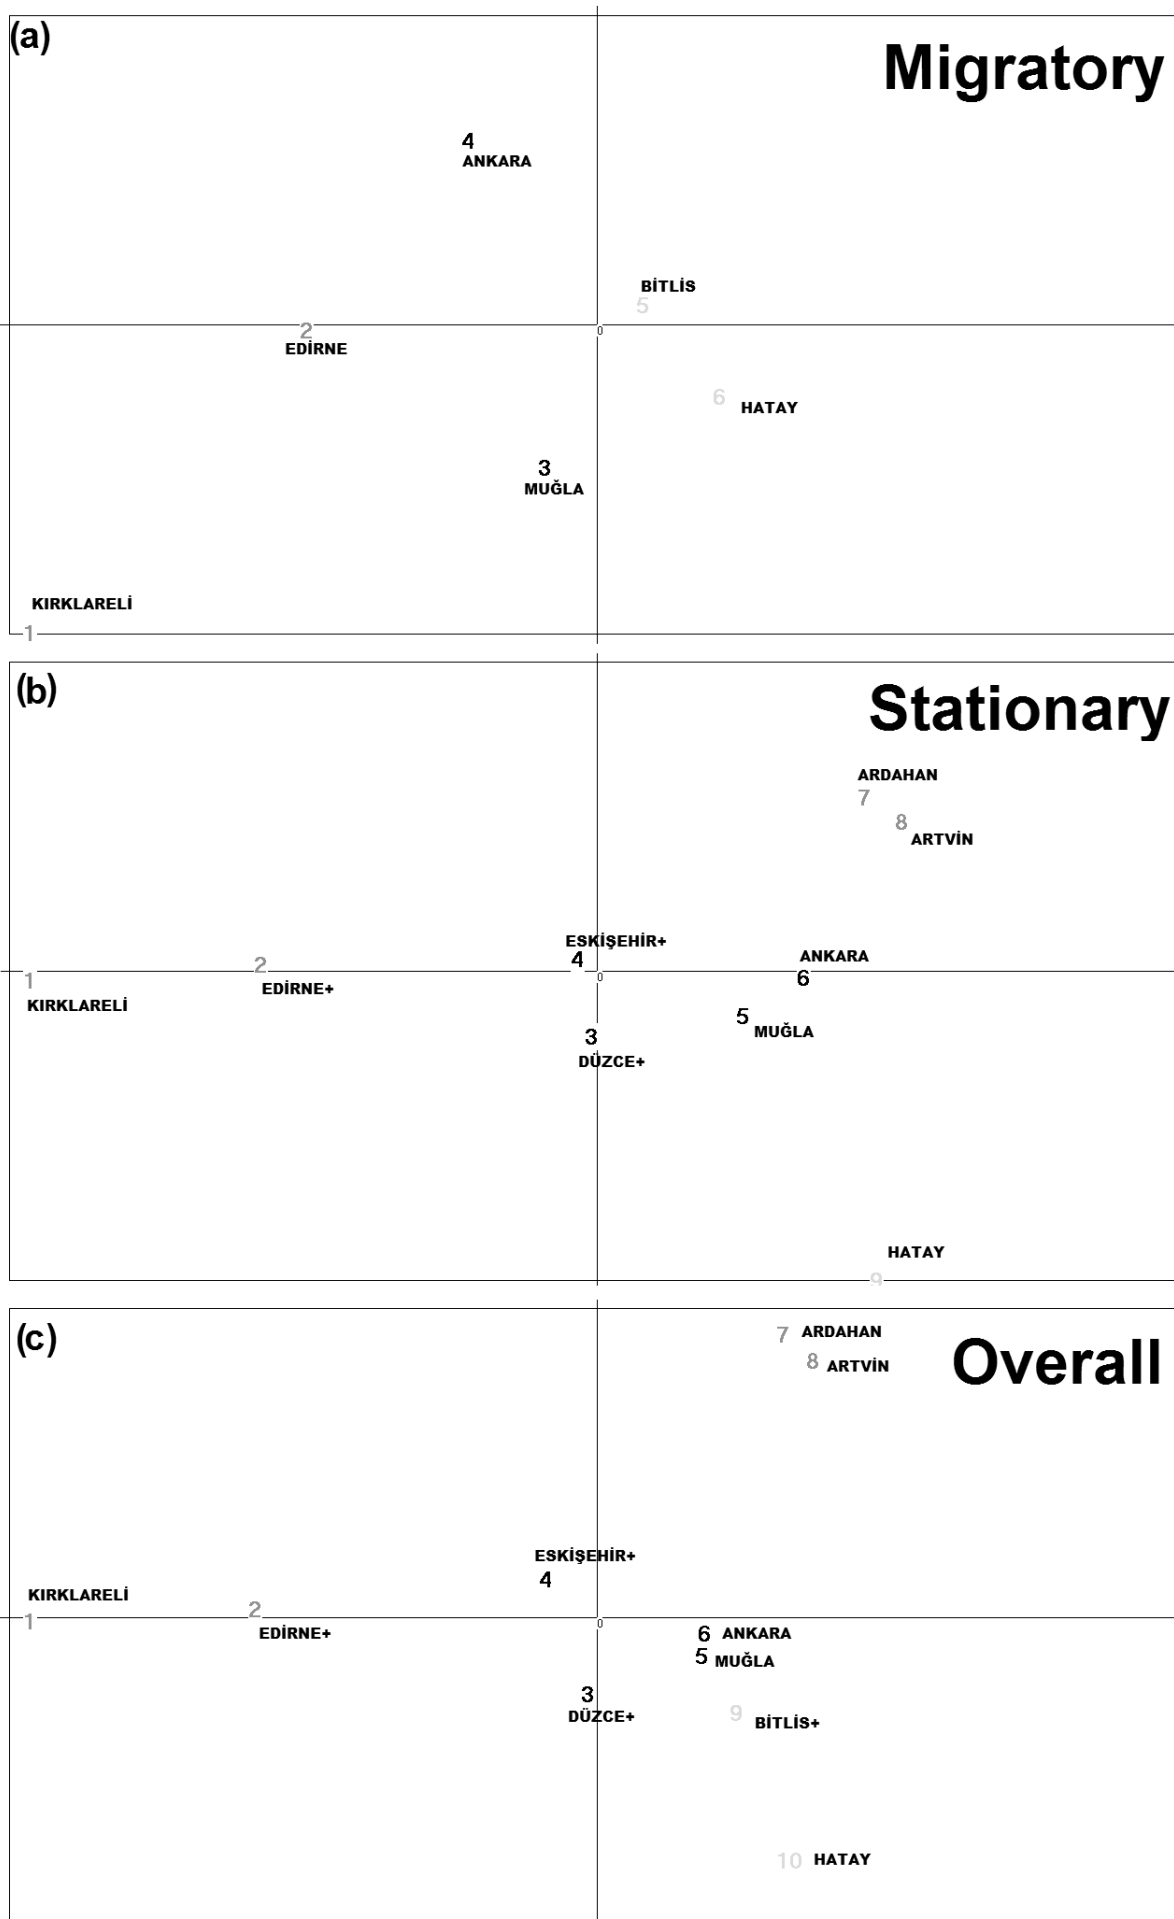 (a)
Migratory
4
ANKARA
BİTLİS
5
0
2
EDİRNE
6
HATAY
3
MUĞLA
KIRKLARELİ
1
(b)
Stationary
ARDAHAN
7
8
ARTVİN
ESKİŞEHİR+
4
ANKARA
6
2
EDİRNE+
0
1
KIRKLARELİ
5
MUĞLA
3
DÜZCE+
HATAY
9
(c)
Overall
7 ARDAHAN
8 ARTVİN
ESKİŞEHİR+
4
KIRKLARELİ
1
2
EDİRNE+
0
6 ANKARA
5 MUĞLA
3
DÜZCE+
9 BİTLİS+
10 HATAY